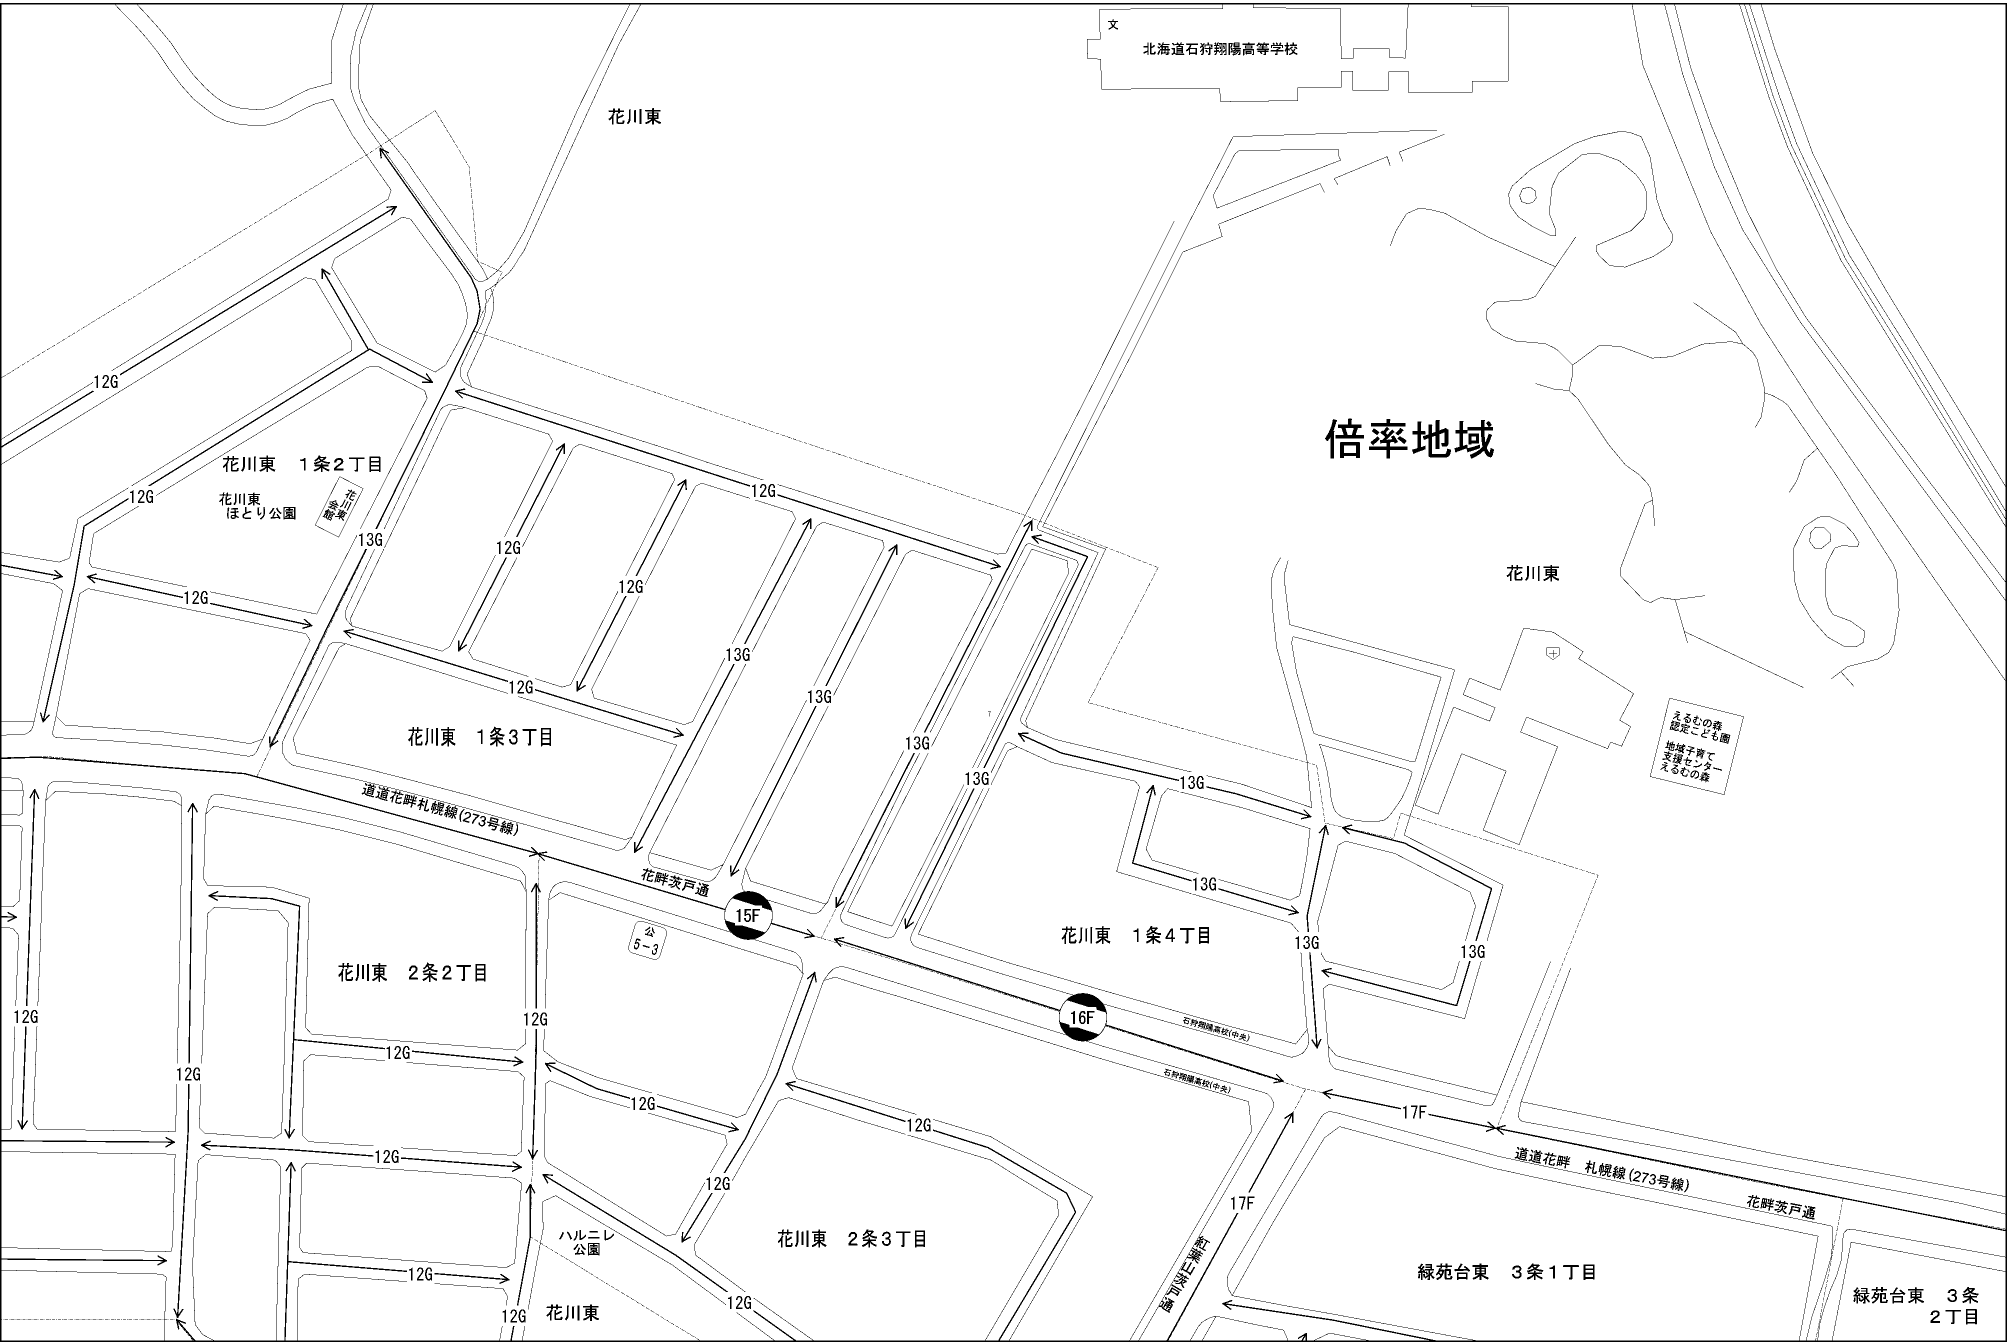 文
北海道石狩翔陽高等学校
花川東
12G
倍率地域
花川東　１条２丁目
花川東
ほとり公園
花川東
会館
12G
12G
13G
12G
12G
12G
花川東
12G
13G
13G
12G
花川東　１条３丁目
13G
13G
13G
えるむの森
認定こども園
地域子育て
支援センター
えるむの森
道道花畔札幌線(273号線)
花畔茨戸通
15F
13G
公
5-3
花川東　１条４丁目
13G
13G
花川東　２条２丁目
12G
12G
16F
石狩翔陽高校(中央)
12G
12G
石狩翔陽高校(中央)
12G
12G
17F
12G
12G
道道花畔　札幌線(273号線)
花畔茨戸通
12G
17F
ハルニレ
公園
花川東　２条３丁目
紅葉山茨戸通
12G
緑苑台東　３条１丁目
12G
12G
花川東
緑苑台東　３条
２丁目